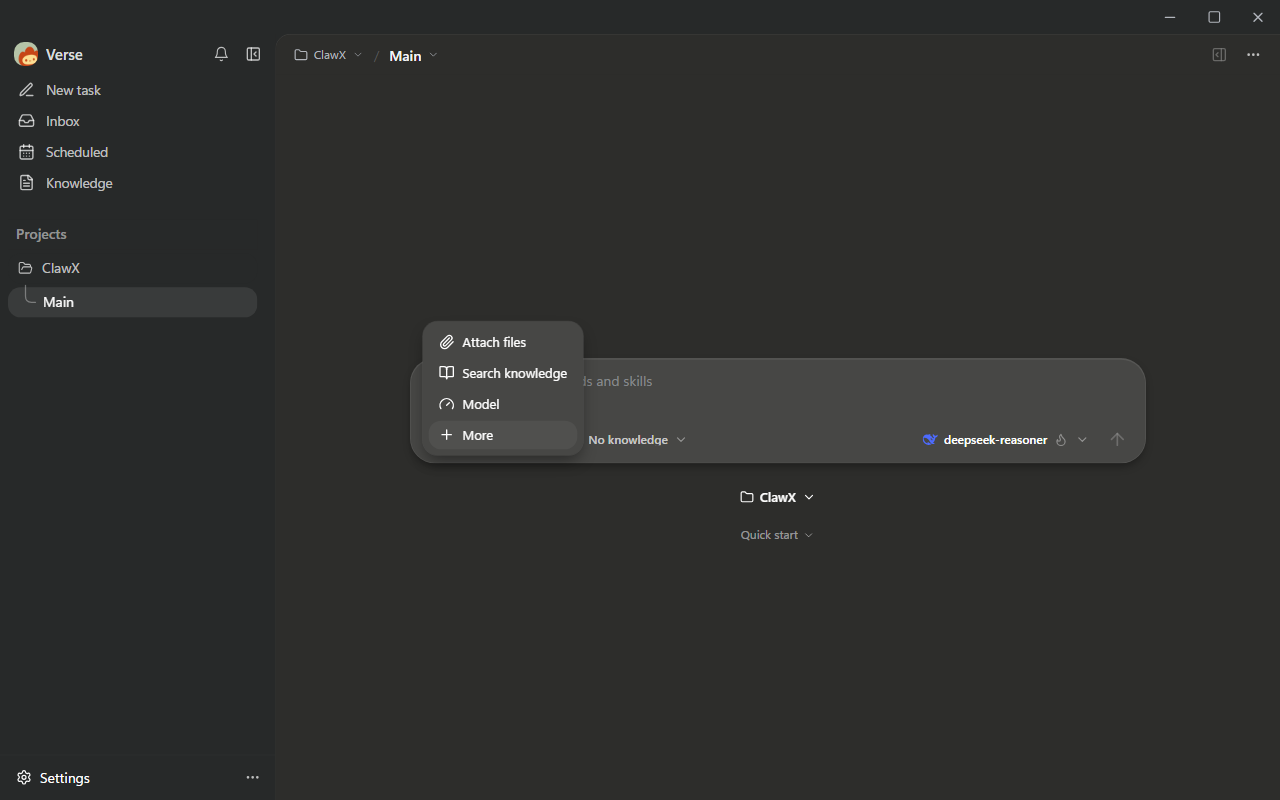 Verse
New task
Inbox
Scheduled
Knowledge
Projects
ClawX
Main
Settings
ClawX / Main
Attach files
Search knowledge
Model
More
and skills
No knowledge
deepseek-reasoner
ClawX
Quick start